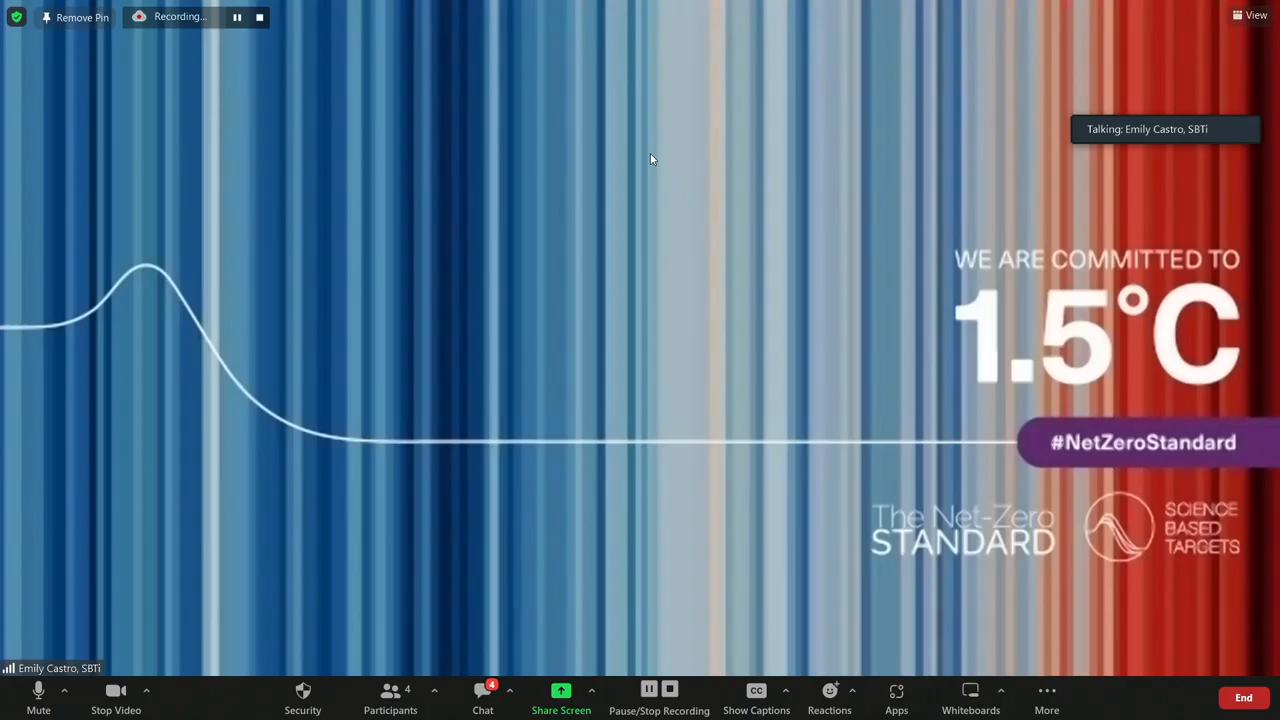 Remove Pin
Recording...
View
Talking: Emily Castro, SBTi
WE ARE COMMITTED TO
1.5°C
#NetZeroStandard
The Net-Zero
STANDARD
SCIENCE
BASED
TARGETS
Emily Castro, SBTi
4
4
CC
Mute
Stop Video
Security
Participants
Chat
Share Screen
Pause/Stop Recording
Show Captions
Reactions
Apps
Whiteboards
More
End